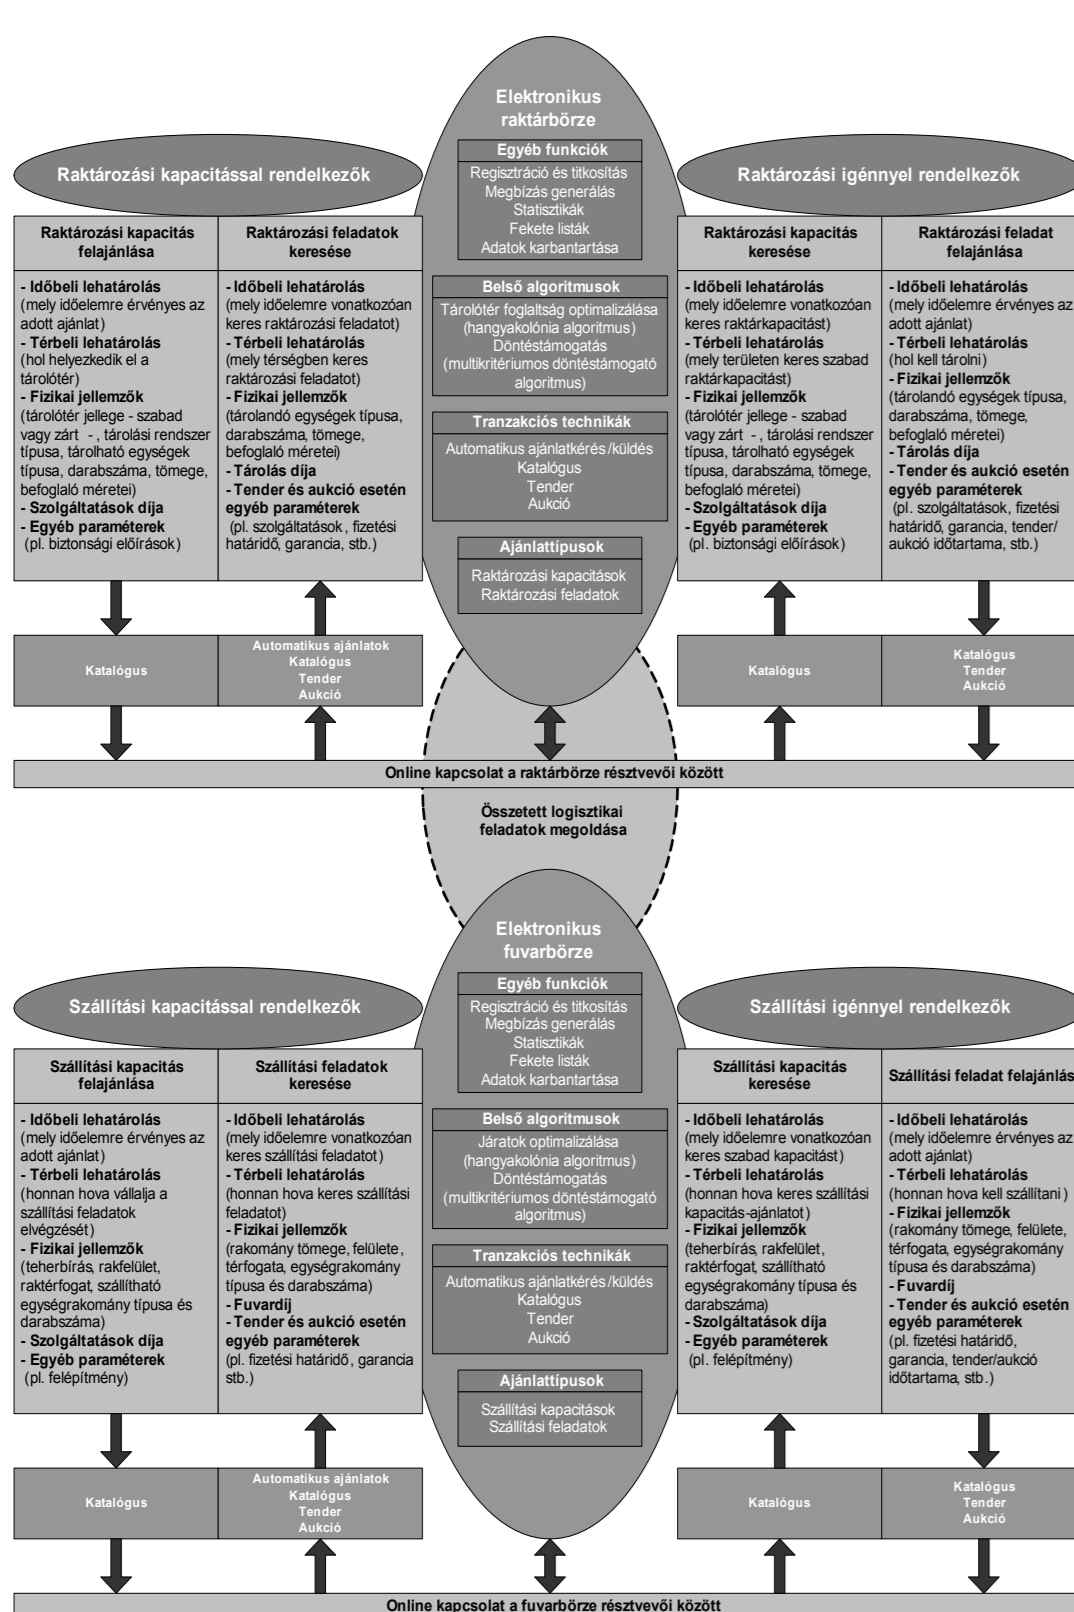 Elektronikus
raktárbörze
Egyéb funkciók
Regisztráció és titkosítás
Megbízás generálás
Statisztikák
Fekete listák
Adatok karbantartása
Belső algoritmusok
Tárolótér foglaltság optimalizálása
(hangyakolónia algoritmus)
Döntéstámogatás
(multikritériumos döntéstámogató
algoritmus)
Tranzakciós technikák
Automatikus ajánlatkérés/küldés
Katalógus
Tender
Aukció
Ajánlattípusok
Raktározási kapacitások
Raktározási feladatok
Raktározási kapacitással rendelkezők
Raktározási kapacitás
felajánlása
- Időbeli lehatárolás
(mely időelemre érvényes az
adott ajánlat)
- Térbeli lehatárolás
(hol helyezkedik el a
tárolótér)
- Fizikai jellemzők
(tárolótér jellege - szabad
vagy zárt - , tárolási rendszer
típusa, tárolható egységek
típusa, darabszáma, tömege,
befoglaló méretei)
- Szolgáltatások díja
- Egyéb paraméterek
(pl. biztonsági előírások)
Katalógus
Raktározási feladatok
keresése
- Időbeli lehatárolás
(mely időelemre vonatkozóan
keres raktározási feladatot)
- Térbeli lehatárolás
(mely térségben keres
raktározási feladatot)
- Fizikai jellemzők
(tárolandó egységek típusa,
darabszáma, tömege,
befoglaló méretei)
- Tárolás díja
- Tender és aukció esetén
egyéb paraméterek
(pl. szolgáltatások, fizetési
határidő, garancia, stb.)
Automatikus ajánlatok
Katalógus
Tender
Aukció
Raktározási igénnyel rendelkezők
Raktározási kapacitás
keresése
- Időbeli lehatárolás
(mely időelemre vonatkozóan
keres raktárkapacitást)
- Térbeli lehatárolás
(mely területen keres szabad
raktárkapacitást)
- Fizikai jellemzők
(tárolótér jellege - szabad
vagy zárt - , tárolási rendszer
típusa, tárolható egységek
típusa, darabszáma, tömege,
befoglaló méretei)
- Szolgáltatások díja
- Egyéb paraméterek
(pl. biztonsági előírások)
Katalógus
Raktározási feladat
felajánlása
- Időbeli lehatárolás
(mely időelemre érvényes az
adott ajánlat)
- Térbeli lehatárolás
(hol kell tárolni)
- Fizikai jellemzők
(tárolandó egységek típusa,
darabszáma, tömege,
befoglaló méretei)
- Tárolás díja
- Tender és aukció esetén
egyéb paraméterek
(pl. szolgáltatások, fizetési
határidő, garancia, tender/
aukció időtartama, stb.)
Katalógus
Tender
Aukció
Online kapcsolat a raktárbörze résztvevői között
Összetett logisztikai
feladatok megoldása
Elektronikus
fuvarbörze
Egyéb funkciók
Regisztráció és titkosítás
Megbízás generálás
Statisztikák
Fekete listák
Adatok karbantartása
Belső algoritmusok
Járatok optimalizálása
(hangyakolónia algoritmus)
Döntéstámogatás
(multikritériumos döntéstámogató
algoritmus)
Tranzakciós technikák
Automatikus ajánlatkérés/küldés
Katalógus
Tender
Aukció
Ajánlattípusok
Szállítási kapacitások
Szállítási feladatok
Szállítási kapacitással rendelkezők
Szállítási kapacitás
felajánlása
- Időbeli lehatárolás
(mely időelemre érvényes az
adott ajánlat)
- Térbeli lehatárolás
(honnan hova vállalja a
szállítási feladatok
elvégzését)
- Fizikai jellemzők
(teherbírás, rakfelület,
raktérfogat, szállítható
egységrakomány típusa és
darabszáma)
- Szolgáltatások díja
- Egyéb paraméterek
(pl. felépítmény)
Katalógus
Szállítási feladatok
keresése
- Időbeli lehatárolás
(mely időelemre vonatkozóan
keres szállítási feladatot)
- Térbeli lehatárolás
(honnan hova keres szállítási
feladatot)
- Fizikai jellemzők
(rakomány tömege, felülete,
térfogata, egységrakomány
típusa és darabszáma)
- Fuvardíj
- Tender és aukció esetén
egyéb paraméterek
(pl. fizetési határidő, garancia
stb.)
Automatikus ajánlatok
Katalógus
Tender
Aukció
Szállítási igénnyel rendelkezők
Szállítási kapacitás
keresése
- Időbeli lehatárolás
(mely időelemre vonatkozóan
keres szabad kapacitást)
- Térbeli lehatárolás
(honnan hova keres szállítási
kapacitás-ajánlatot)
- Fizikai jellemzők
(teherbírás, rakfelület,
raktérfogat, szállítható
egységrakomány típusa és
darabszáma)
- Szolgáltatások díja
- Egyéb paraméterek
(pl. felépítmény)
Katalógus
Szállítási feladat felajánlás
- Időbeli lehatárolás
(mely időelemre érvényes az
adott ajánlat)
- Térbeli lehatárolás
(honnan hova kell szállítani)
- Fizikai jellemzők
(rakomány tömege, felülete,
térfogata, egységrakomány
típusa és darabszáma)
- Fuvardíj
- Tender és aukció esetén
egyéb paraméterek
(pl. fizetési határidő,
garancia, tender/aukció
időtartama, stb.)
Katalógus
Tender
Aukció
Online kapcsolat a fuvarbörze résztvevői között